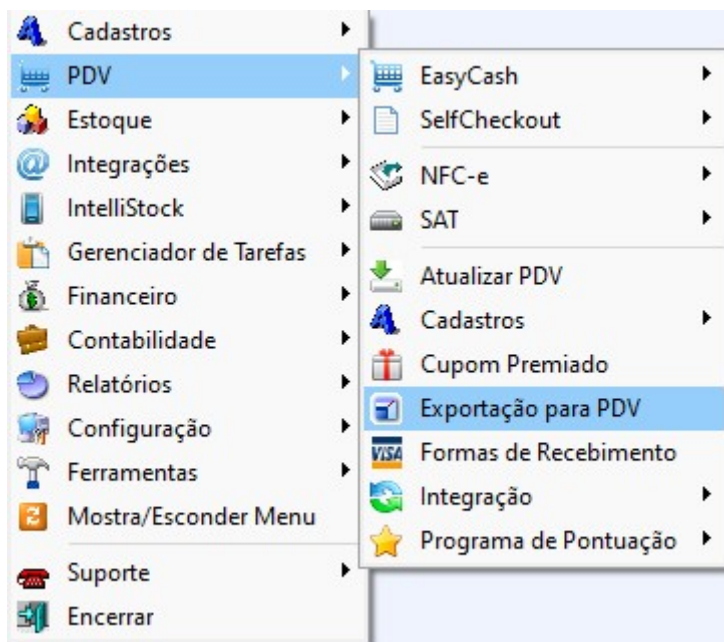 Cadastros
PDV
Estoque
Integrações
IntelliStock
Gerenciador de Tarefas
Financeiro
Contabilidade
Relatórios
Configuração
Ferramentas
Mostra/Esconder Menu
Suporte
Encerrar
EasyCash
SelfCheckout
NFC-e
SAT
Atualizar PDV
Cadastros
Cupom Premiado
Exportação para PDV
VISA Formas de Recebimento
Integração
Programa de Pontuação